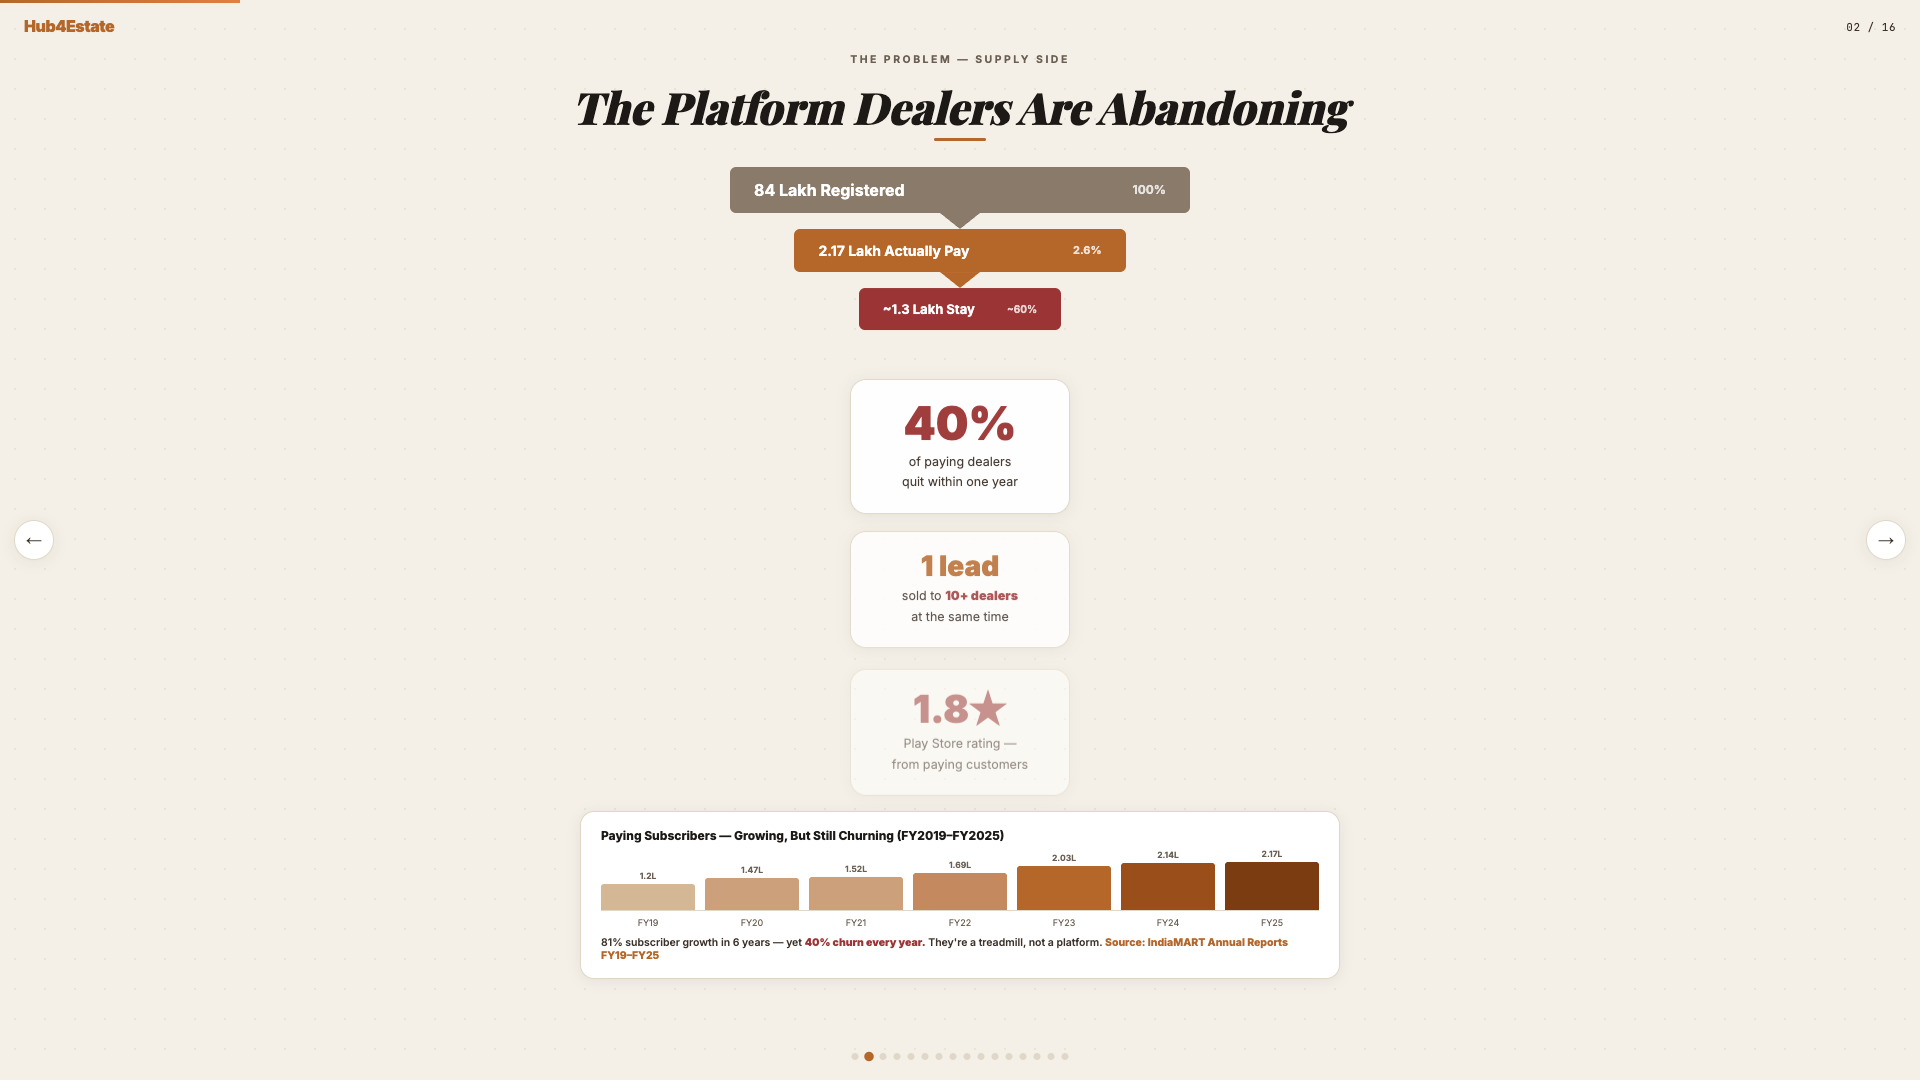 Hub4Estate
02 / 16
THE PROBLEM — SUPPLY SIDE
The Platform Dealers Are Abandoning
84 Lakh Registered 100%
2.17 Lakh Actually Pay 2.6%
~1.3 Lakh Stay ~60%
40%
of paying dealers
quit within one year
1 lead
sold to 10+ dealers
at the same time
1.8★
Play Store rating —
from paying customers
←
→
Paying Subscribers — Growing, But Still Churning (FY2019–FY2025)
1.2L 1.47L 1.52L 1.69L 2.03L 2.14L 2.17L
FY19 FY20 FY21 FY22 FY23 FY24 FY25
81% subscriber growth in 6 years — yet 40% churn every year. They're a treadmill, not a platform. Source: IndiaMART Annual Reports
FY19–FY25